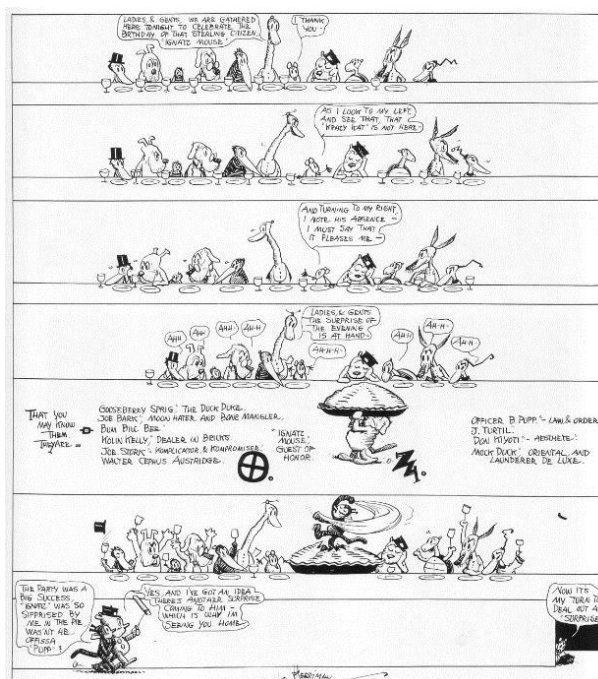 LADIES, & GENTS, WE ARE GATHERED
HERE TONIGHT TO CELEBRATE THE
BIRTHDAY OF THAT STERLING CITIZEN
"IGNATZ MOUSE".
I THANK
YOU
AS I LOOK TO MY LEFT
AND SEE THAT, THAT
"KRAZY KAT" IS NOT HERE-
AND TURNING TO MY RIGHT
I NOTE HIS ABSENCE -
I MUST SAY THAT
IT PLEASES ME -
LADIES, & GENTS
THE SURPRISE OF
THE EVENING
IS AT HAND-
AHH
AHH
AHH
AHH-
AH-H-H-
AHH-
AH-H-
AH-H-
THAT YOU
MAY KNOW
THEM
THEY ARE =
GOOSEBERRY SPRIG: THE DUCK DUKE.
JOE BARK: MOON HATER AND BONE MANGLER.
BUM BILL BEE:
KOLIN KELLY: DEALER IN BRICKS
JOE STORK - KOMPLICATOR & KOMPROMISER:
WALTER CEPHUS AUSTRIDGE.
"IGNATZ
MOUSE"
GUEST OF
HONOR.
OFFICER B. PUPP. - LAW & ORDER
J. TURTIL.
DON KIYOTI - AESTHETE:
MOCK DUCK: ORIENTAL AND
LAUNDERER DE LUXE.
THE PARTY WAS A
BIG SUCCESS,
"IGNATZ" WAS SO
SIPPRISED BY
ME IN THE PIE
WASN'T HE
OFFISSA
"PUPP"?
YES, AND I'VE GOT AN IDEA
THERE'S ANOTHER SURPRISE
COMING TO HIM -
WHICH IS WHY I'M
SEEING YOU HOME-
NOW IT'S
MY TURN TO
DEAL OUT A
"SURPRISE
HERRIMAN